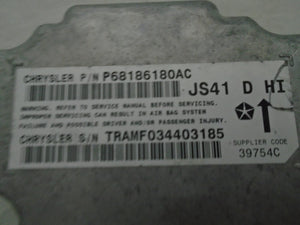 CHRYSLER P/N P68186180AC
JS41 D HI
WARNING. REFER TO SERVICE MANUAL BEFORE SERVICING.
IMPROPER SERVICING CAN RESULT IN AIR BAG SYSTEM
FAILURE AND POSSIBLE DRIVER AND/OR PASSENGER INJURY.
CHRYSLER S/N TRAMF034403185
SUPPLIER CODE
39754C